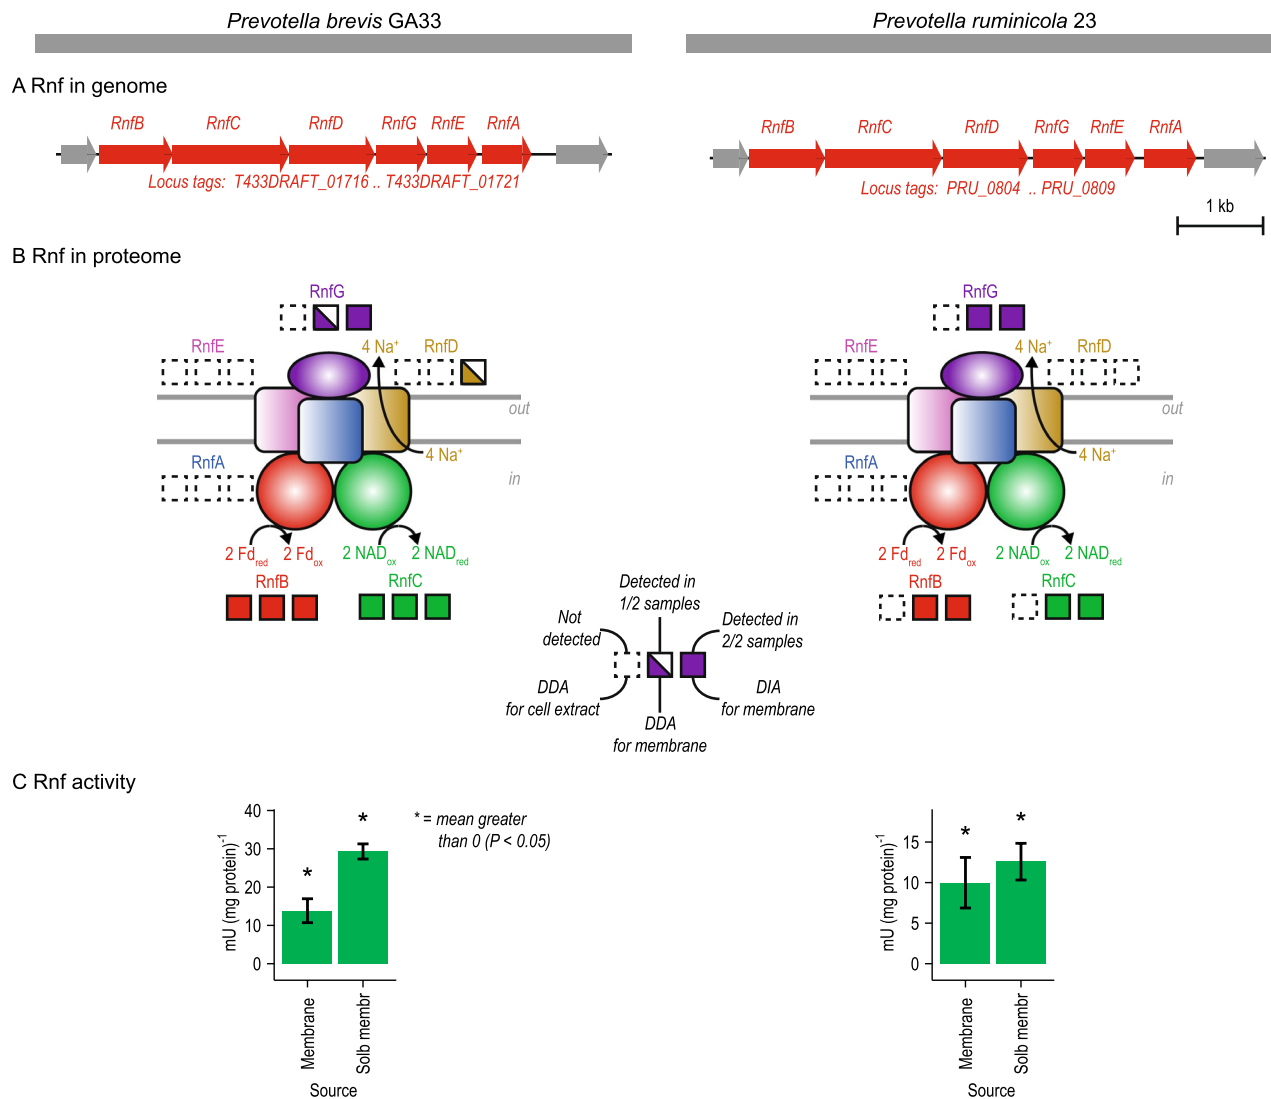 Prevotella brevis GA33
Prevotella ruminicola 23
A Rnf in genome
RnfB RnfC RnfD RnfG RnfE RnfA
Locus tags: T433DRAFT_01716 .. T433DRAFT_01721
RnfB RnfC RnfD RnfG RnfE RnfA
Locus tags: PRU_0804 .. PRU_0809
1 kb
B Rnf in proteome
RnfG
RnfE
4 Na+
RnfD
out
4 Na+
RnfA
in
2 Fdred 2 Fdox 2 NADox 2 NADred
RnfB RnfC
RnfG
RnfE
4 Na+
RnfD
out
4 Na+
RnfA
in
2 Fdred 2 Fdox 2 NADox 2 NADred
RnfB RnfC
Detected in
1/2 samples
Not
detected
Detected in
2/2 samples
DDA
for cell extract
DDA
for membrane
DIA
for membrane
C Rnf activity
mU (mg protein)-1
40
30
20
10
0
* *
* = mean greater
than 0 (P < 0.05)
Membrane
Solb membr
Source
mU (mg protein)-1
15
10
5
0
* *
Membrane
Solb membr
Source